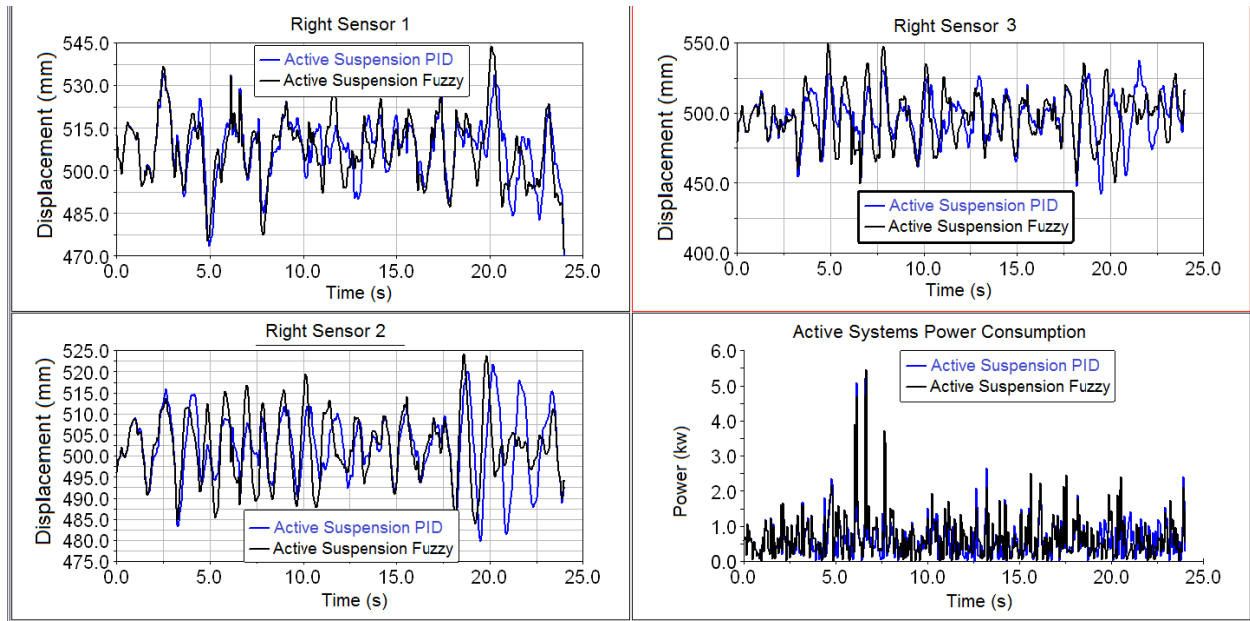 Right Sensor 1
Displacement (mm)
545.0
530.0
515.0
500.0
485.0
470.0
Active Suspension PID
Active Suspension Fuzzy
0.0 5.0 10.0 15.0 20.0 25.0
Time (s)
Right Sensor 3
Displacement (mm)
550.0
500.0
450.0
400.0
Active Suspension PID
Active Suspension Fuzzy
0.0 5.0 10.0 15.0 20.0 25.0
Time (s)
Right Sensor 2
Displacement (mm)
525.0
520.0
515.0
510.0
505.0
500.0
495.0
490.0
485.0
480.0
475.0
Active Suspension PID
Active Suspension Fuzzy
0.0 5.0 10.0 15.0 20.0 25.0
Time (s)
Active Systems Power Consumption
Power (kw)
6.0
5.0
4.0
3.0
2.0
1.0
0.0
Active Suspension PID
Active Suspension Fuzzy
0.0 5.0 10.0 15.0 20.0 25.0
Time (s)